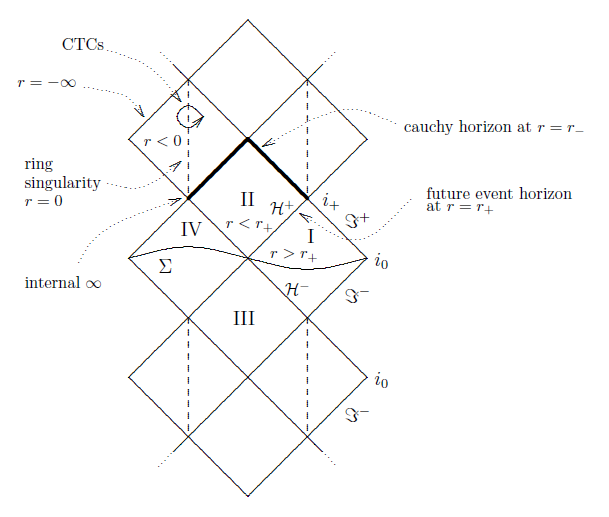 CTCs
r = −∞
cauchy horizon at r = r₋
r < 0
ring
singularity
r = 0
II
i₊
future event horizon
at r = r₊
ℋ⁺
ℑ⁺
r < r₊
IV
I
r > r₊
i₀
Σ
internal ∞
ℋ⁻
ℑ⁻
III
i₀
ℑ⁻